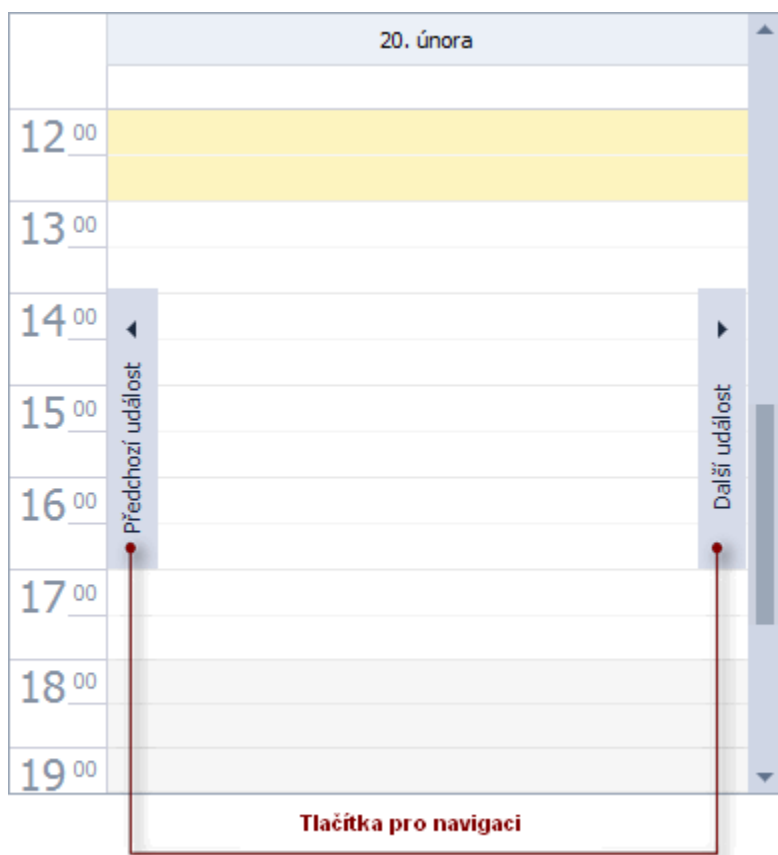 20. února
12 00
13 00
14 00
15 00
16 00
17 00
18 00
19 00
Předchozí událost
Další událost
Tlačítka pro navigaci